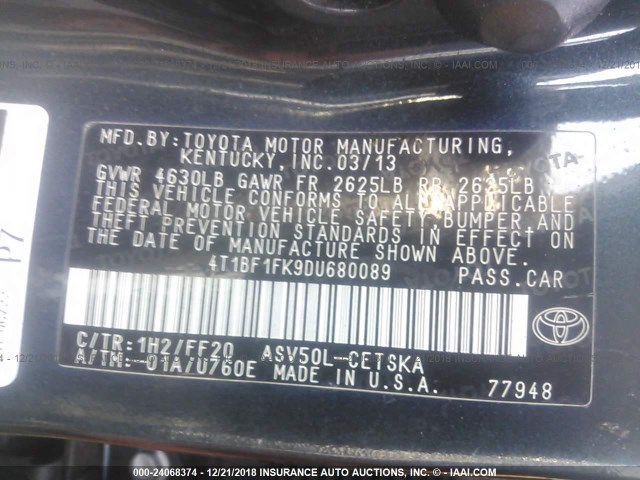 MFD.BY:TOYOTA MOTOR MANUFACTURING,
KENTUCKY, INC. 03/13
GVWR 4630LB GAWR FR 2625LB RR 2635LB
THIS VEHICLE CONFORMS TO ALL APPLICABLE
FEDERAL MOTOR VEHICLE SAFETY, BUMPER, AND
THEFT PREVENTION STANDARDS IN EFFECT ON
THE DATE OF MANUFACTURE SHOWN ABOVE.
4T1BF1FK9DU680089 PASS.CAR
C/TR:1H2/FF20 ASV50L-CETSKA
A/TM:-01A/U760E MADE IN U.S.A. 77948
P7
000-24068374 - 12/21/2018 - INSURANCE AUTO AUCTIONS, INC. - IAAI.COM